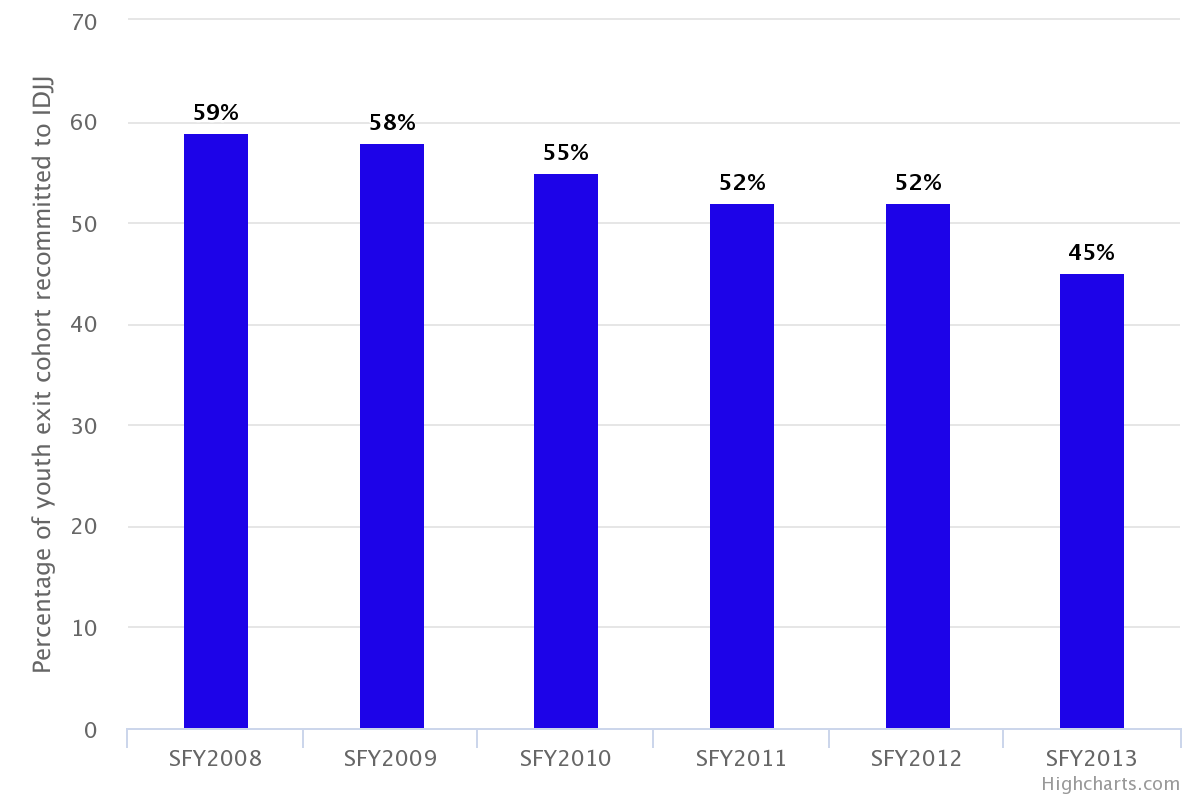 Percentage of youth exit cohort recommitted to IDJJ
70
60
50
40
30
20
10
0
59%
58%
55%
52%
52%
45%
SFY2008
SFY2009
SFY2010
SFY2011
SFY2012
SFY2013
Highcharts.com